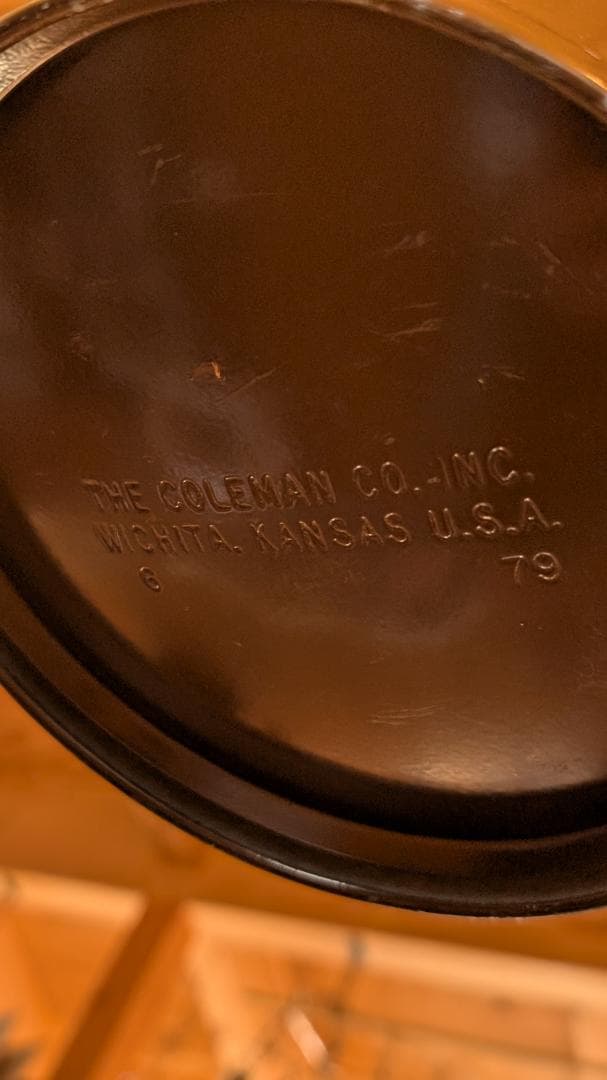 THE COLEMAN CO.-INC.
WICHITA, KANSAS U.S.A.
6 79